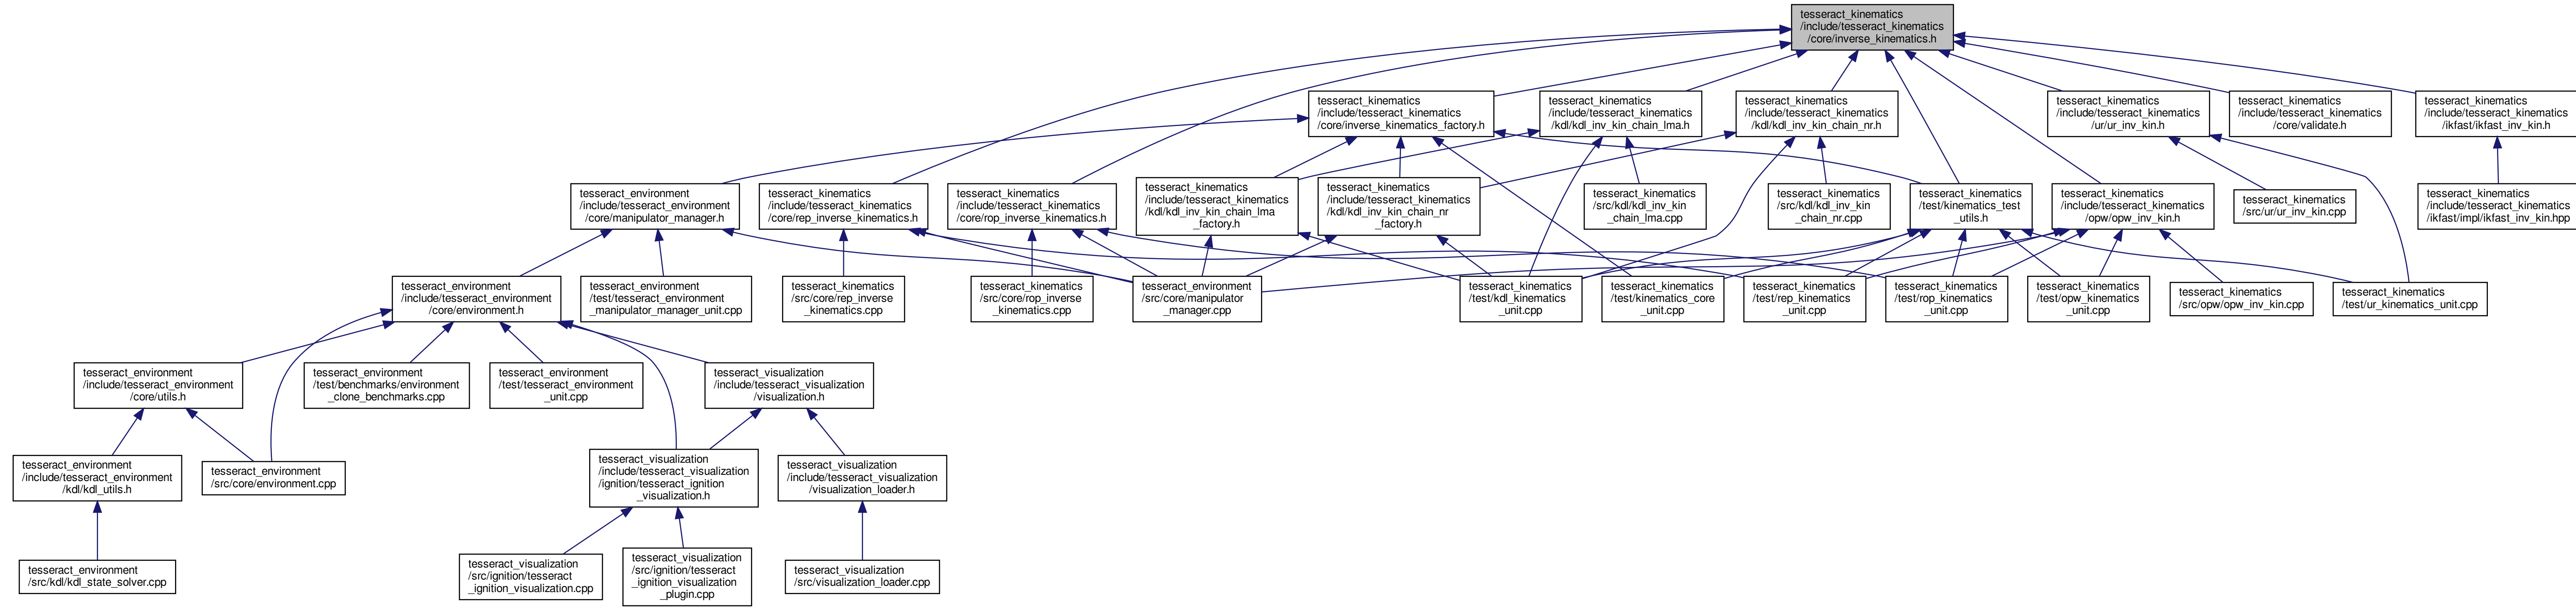 tesseract_kinematics
/include/tesseract_kinematics
/core/inverse_kinematics.h
tesseract_kinematics
/include/tesseract_kinematics
/core/inverse_kinematics_factory.h
tesseract_kinematics
/include/tesseract_kinematics
/kdl/kdl_inv_kin_chain_lma.h
tesseract_kinematics
/include/tesseract_kinematics
/kdl/kdl_inv_kin_chain_nr.h
tesseract_kinematics
/include/tesseract_kinematics
/ur/ur_inv_kin.h
tesseract_kinematics
/include/tesseract_kinematics
core/validate.h
tesseract_kinematics
/include/tesseract_kinematics
/ikfast/ikfast_inv_kin.h
tesseract_environment
/include/tesseract_environment
/core/manipulator_manager.h
tesseract_kinematics
/include/tesseract_kinematics
/core/rep_inverse_kinematics.h
tesseract_kinematics
/include/tesseract_kinematics
/core/rop_inverse_kinematics.h
tesseract_kinematics
/include/tesseract_kinematics
/kdl/kdl_inv_kin_chain_lma
_factory.h
tesseract_kinematics
/include/tesseract_kinematics
/kdl/kdl_inv_kin_chain_nr
_factory.h
tesseract_kinematics
/src/kdl/kdl_inv_kin
_chain_lma.cpp
tesseract_kinematics
/src/kdl/kdl_inv_kin
_chain_nr.cpp
tesseract_kinematics
/test/kinematics_test
_utils.h
tesseract_kinematics
/include/tesseract_kinematics
/opw/opw_inv_kin.h
tesseract_kinematics
/src/ur/ur_inv_kin.cpp
tesseract_kinematics
/include/tesseract_kinematics
/ikfast/impl/ikfast_inv_kin.hpp
tesseract_environment
/include/tesseract_environment
/core/environment.h
tesseract_environment
/test/tesseract_environment
_manipulator_manager_unit.cpp
tesseract_kinematics
/src/core/rep_inverse
_kinematics.cpp
tesseract_kinematics
/src/core/rop_inverse
_kinematics.cpp
tesseract_environment
/src/core/manipulator
_manager.cpp
tesseract_kinematics
/test/kdl_kinematics
_unit.cpp
tesseract_kinematics
/test/kinematics_core
_unit.cpp
tesseract_kinematics
/test/rep_kinematics
_unit.cpp
tesseract_kinematics
/test/rop_kinematics
_unit.cpp
tesseract_kinematics
/test/opw_kinematics
_unit.cpp
tesseract_kinematics
/src/opw/opw_inv_kin.cpp
tesseract_kinematics
/test/ur_kinematics_unit.cpp
tesseract_environment
/include/tesseract_environment
/core/utils.h
tesseract_environment
/test/benchmarks/environment
_clone_benchmarks.cpp
tesseract_environment
/test/tesseract_environment
_unit.cpp
tesseract_visualization
/include/tesseract_visualization
/visualization.h
tesseract_environment
/include/tesseract_environment
/kdl/kdl_utils.h
tesseract_environment
/src/core/environment.cpp
tesseract_visualization
/include/tesseract_visualization
/ignition/tesseract_ignition
_visualization.h
tesseract_visualization
/include/tesseract_visualization
/visualization_loader.h
tesseract_environment
/src/kdl/kdl_state_solver.cpp
tesseract_visualization
/src/ignition/tesseract
_ignition_visualization.cpp
tesseract_visualization
/src/ignition/tesseract
_ignition_visualization
_plugin.cpp
tesseract_visualization
/src/visualization_loader.cpp